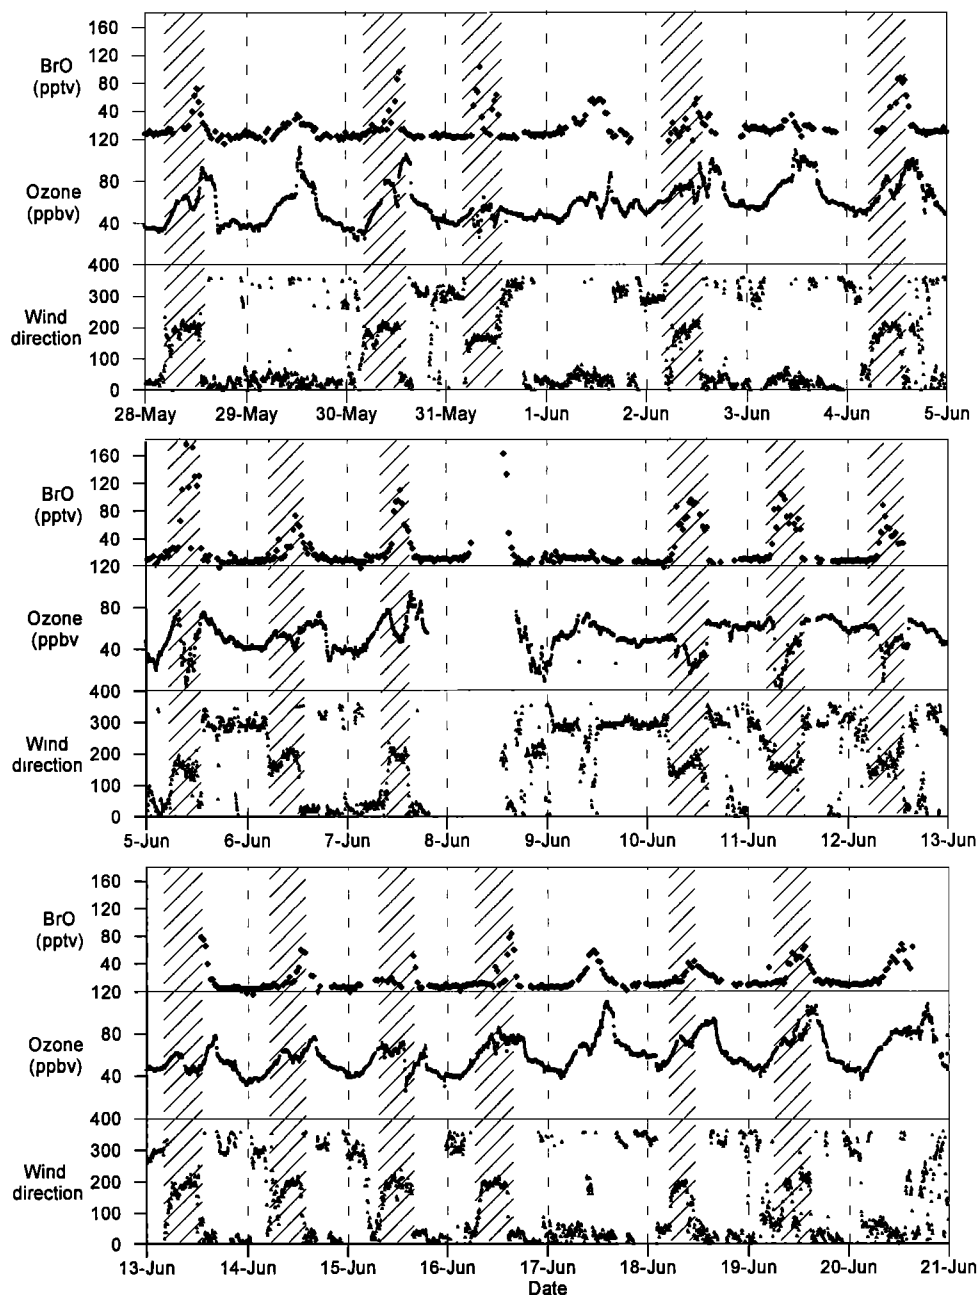 160
120
BrO
(pptv)
80
40
120
Ozone
(ppbv)
80
40
400
300
Wind
direction
200
100
0
28-May 29-May 30-May 31-May 1-Jun 2-Jun 3-Jun 4-Jun 5-Jun
160
BrO
(pptv)
120
80
40
120
Ozone
(ppbv
80
40
400
300
Wind
direction
200
100
0
5-Jun 6-Jun 7-Jun 8-Jun 9-Jun 10-Jun 11-Jun 12-Jun 13-Jun
160
BrO
(pptv)
120
80
40
120
Ozone
(ppbv)
80
40
400
300
Wind
direction
200
100
0
13-Jun 14-Jun 15-Jun 16-Jun 17-Jun 18-Jun 19-Jun 20-Jun 21-Jun
Date